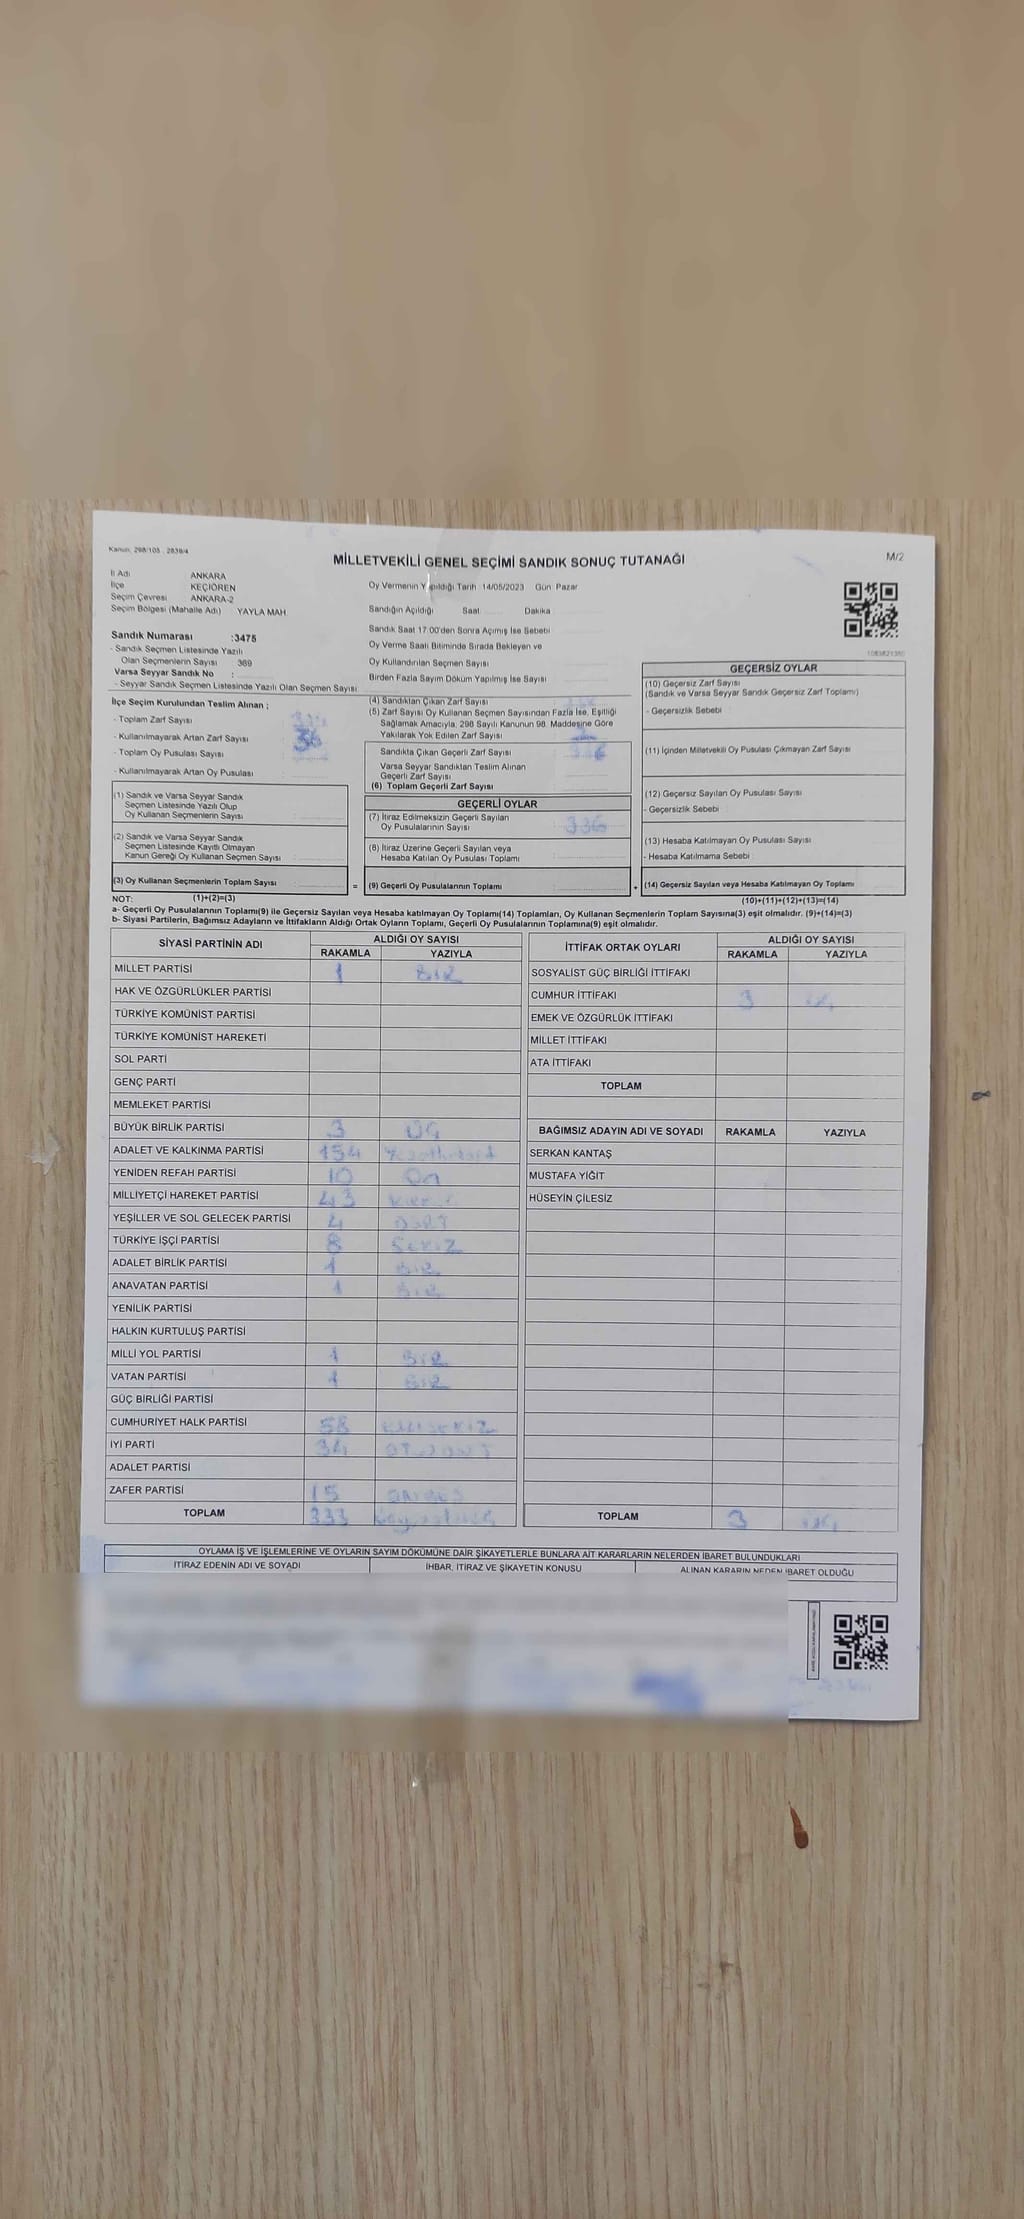 Kanun: 298/105 , 2839/4
MİLLETVEKİLİ GENEL SEÇİMİ SANDIK SONUÇ TUTANAĞI
M/2
İl Adı ANKARA
İlçe KEÇİÖREN
Seçim Çevresi ANKARA-2
Seçim Bölgesi (Mahalle Adı) YAYLA MAH.
Oy Vermenin Yapıldığı Tarih 14/05/2023 Gün Pazar
Sandığın Açıldığı Saat Dakika
Sandık Saat 17:00'den Sonra Açımış İse Sebebi
Oy Verme Saati Bitiminde Sırada Bekleyen ve
Oy Kullandırılan Seçmen Sayısı
Birden Fazla Sayım Döküm Yapılmış İse Sayısı
Sandık Numarası :3475
- Sandık Seçmen Listesinde Yazılı
Olan Seçmenlerin Sayısı 369
Varsa Seyyar Sandık No :
- Seyyar Sandık Seçmen Listesinde Yazılı Olan Seçmen Sayısı
İlçe Seçim Kurulundan Teslim Alınan ;
- Toplam Zarf Sayısı
- Kullanılmayarak Artan Zarf Sayısı 36
- Toplam Oy Pusulası Sayısı
- Kullanılmayarak Artan Oy Pusulası
(1) Sandık ve Varsa Seyyar Sandık
Seçmen Listesinde Yazılı Olup
Oy Kullanan Seçmenlerin Sayısı
(2) Sandık ve Varsa Seyyar Sandık
Seçmen Listesinde Kayıtlı Olmayan
Kanun Gereği Oy Kullanan Seçmen Sayısı
(3) Oy Kullanan Seçmenlerin Toplam Sayısı =
(1)+(2)=(3)
(4) Sandıktan Çıkan Zarf Sayısı
(5) Zarf Sayısı Oy Kullanan Seçmen Sayısından Fazla İse, Eşitliği
Sağlamak Amacıyla, 298 Sayılı Kanunun 98. Maddesine Göre
Yakılarak Yok Edilen Zarf Sayısı
Sandıkta Çıkan Geçerli Zarf Sayısı 336
Varsa Seyyar Sandıktan Teslim Alınan
Geçerli Zarf Sayısı
(6) Toplam Geçerli Zarf Sayısı
GEÇERLİ OYLAR
(7) İtiraz Edilmeksizin Geçerli Sayılan
Oy Pusulalarının Sayısı 336
(8) İtiraz Üzerine Geçerli Sayılan veya
Hesaba Katılan Oy Pusulası Toplamı
(9) Geçerli Oy Pusulalarının Toplamı +
GEÇERSİZ OYLAR
(10) Geçersiz Zarf Sayısı
(Sandık ve Varsa Seyyar Sandık Geçersiz Zarf Toplamı)
- Geçersizlik Sebebi
(11) İçinden Milletvekili Oy Pusulası Çıkmayan Zarf Sayısı
(12) Geçersiz Sayılan Oy Pusulası Sayısı
- Geçersizlik Sebebi
(13) Hesaba Katılmayan Oy Pusulası Sayısı
- Hesaba Katılmama Sebebi
(14) Geçersiz Sayılan veya Hesaba Katılmayan Oy Toplamı
(10)+(11)+(12)+(13)=(14)
NOT:
a- Geçerli Oy Pusulalarının Toplamı(9) ile Geçersiz Sayılan veya Hesaba katılmayan Oy Toplamı(14) Toplamları, Oy Kullanan Seçmenlerin Toplam Sayısına(3) eşit olmalıdır. (9)+(14)=(3)
b- Siyasi Partilerin, Bağımsız Adayların ve İttifakların Aldığı Ortak Oyların Toplamı, Geçerli Oy Pusulalarının Toplamına(9) eşit olmalıdır.
SİYASİ PARTİNİN ADI ALDIĞI OY SAYISI
RAKAMLA YAZIYLA
MİLLET PARTİSİ 1 BİR
HAK VE ÖZGÜRLÜKLER PARTİSİ
TÜRKİYE KOMÜNİST PARTİSİ
TÜRKİYE KOMÜNİST HAREKETİ
SOL PARTİ
GENÇ PARTİ
MEMLEKET PARTİSİ
BÜYÜK BİRLİK PARTİSİ 3 ÜÇ
ADALET VE KALKINMA PARTİSİ 154
YENİDEN REFAH PARTİSİ 10 On
MİLLİYETÇİ HAREKET PARTİSİ 43
YEŞİLLER VE SOL GELECEK PARTİSİ 4 DÖRT
TÜRKİYE İŞÇİ PARTİSİ 8 SEKİZ
ADALET BİRLİK PARTİSİ 1 BİR
ANAVATAN PARTİSİ 1 BİR
YENİLİK PARTİSİ
HALKIN KURTULUŞ PARTİSİ
MİLLİ YOL PARTİSİ 1 BİR
VATAN PARTİSİ 1 BİR
GÜÇ BİRLİĞİ PARTİSİ
CUMHURİYET HALK PARTİSİ 58 ELLİSEKİZ
İYİ PARTİ 34
ADALET PARTİSİ
ZAFER PARTİSİ 15 ONBEŞ
TOPLAM 333
İTTİFAK ORTAK OYLARI ALDIĞI OY SAYISI
RAKAMLA YAZIYLA
SOSYALİST GÜÇ BİRLİĞİ İTTİFAKI
CUMHUR İTTİFAKI 3
EMEK VE ÖZGÜRLÜK İTTİFAKI
MİLLET İTTİFAKI
ATA İTTİFAKI
TOPLAM
BAĞIMSIZ ADAYIN ADI VE SOYADI RAKAMLA YAZIYLA
SERKAN KANTAŞ
MUSTAFA YİĞİT
HÜSEYİN ÇİLESİZ
TOPLAM 3
OYLAMA İŞ VE İŞLEMLERİNE VE OYLARIN SAYIM DÖKÜMÜNE DAİR ŞİKAYETLERLE BUNLARA AİT KARARLARIN NELERDEN İBARET BULUNDUKLARI
İTİRAZ EDENİN ADI VE SOYADI İHBAR, İTİRAZ VE ŞİKAYETİN KONUSU ALINAN KARARIN NEDEN İBARET OLDUĞU